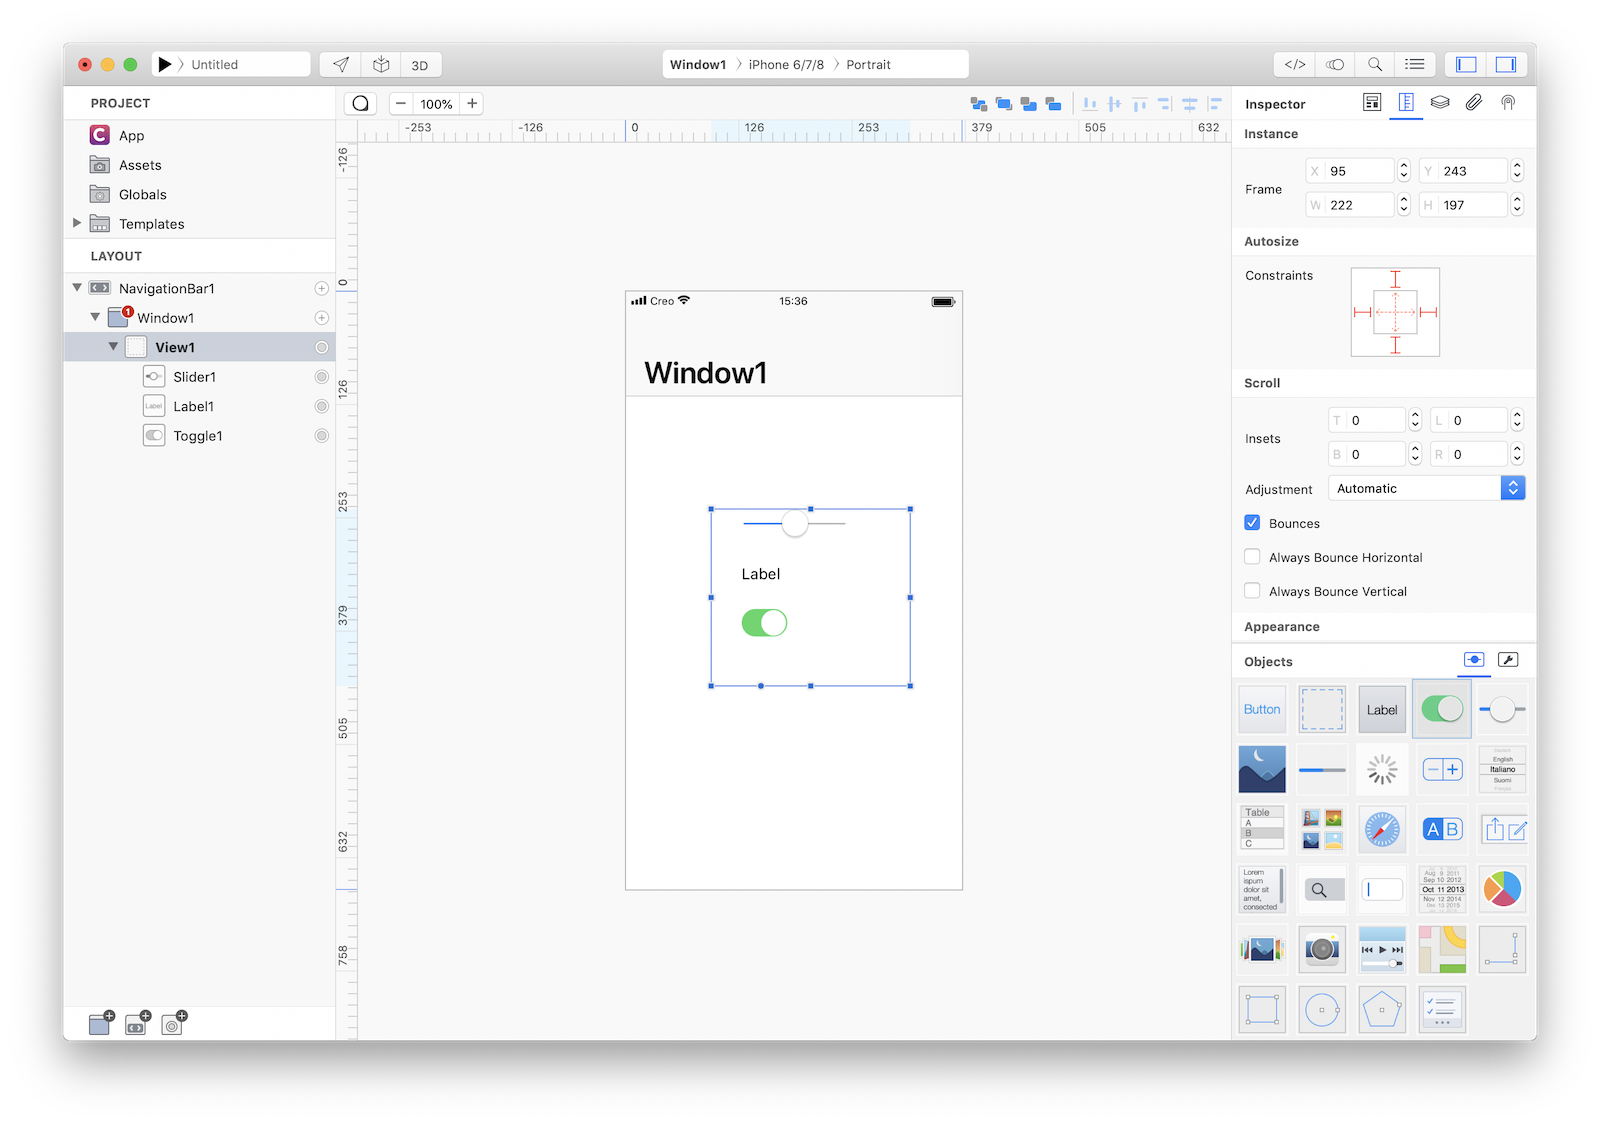 Untitled
3D
Window1 〉 iPhone 6/7/8 〉 Portrait
</>
PROJECT
App
Assets
Globals
Templates
LAYOUT
NavigationBar1
1
Window1
View1
Slider1
Label
Label1
Toggle1
100%
-253 -126 0 126 253 379 505 632
-126
0
126
253
379
505
632
758
Creo 15:36
Window1
Label
Inspector
Instance
Frame
X 95 Y 243
W 222 H 197
Autosize
Constraints
Scroll
Insets
T 0 L 0
B 0 R 0
Adjustment Automatic
Bounces
Always Bounce Horizontal
Always Bounce Vertical
Appearance
Objects
Button
Label
English
Italiano
Suomi
Table
A
B
C
A B
Lorem
ispum
dolor sit
amet,
consected
Aug 9 2011
Sep 10 2012
Oct 11 2013
Nov 12 2014
Dec 13 2015